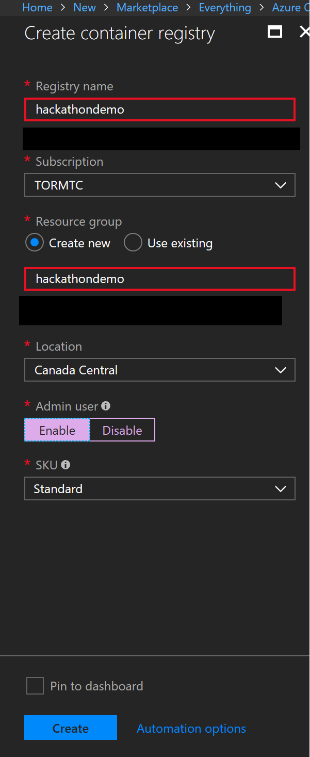 Home > New > Marketplace > Everything > Azure C
Create container registry
* Registry name
hackathondemo
* Subscription
TORMTC
* Resource group
Create new Use existing
hackathondemo
* Location
Canada Central
* Admin user
Enable Disable
* SKU
Standard
Pin to dashboard
Create Automation options